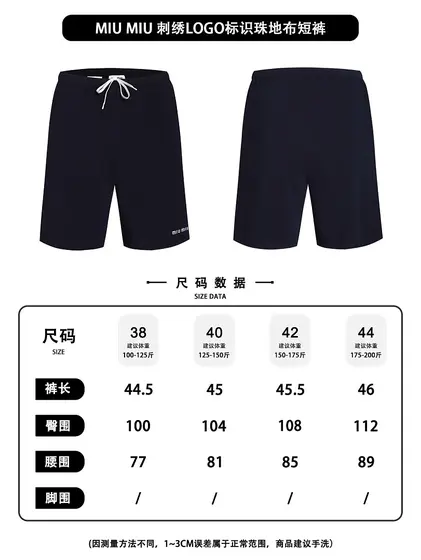 MIU MIU 刺绣LOGO标识珠地布短裤
miu miu
尺码数据
SIZE DATA
尺码 38 40 42 44
SIZE 建议体重 建议体重 建议体重 建议体重
100-125斤 125-150斤 150-175斤 175-200斤
裤长 44.5 45 45.5 46
臀围 100 104 108 112
腰围 77 81 85 89
脚围 / / / /
(因测量方法不同，1~3CM误差属于正常范围，商品建议手洗)